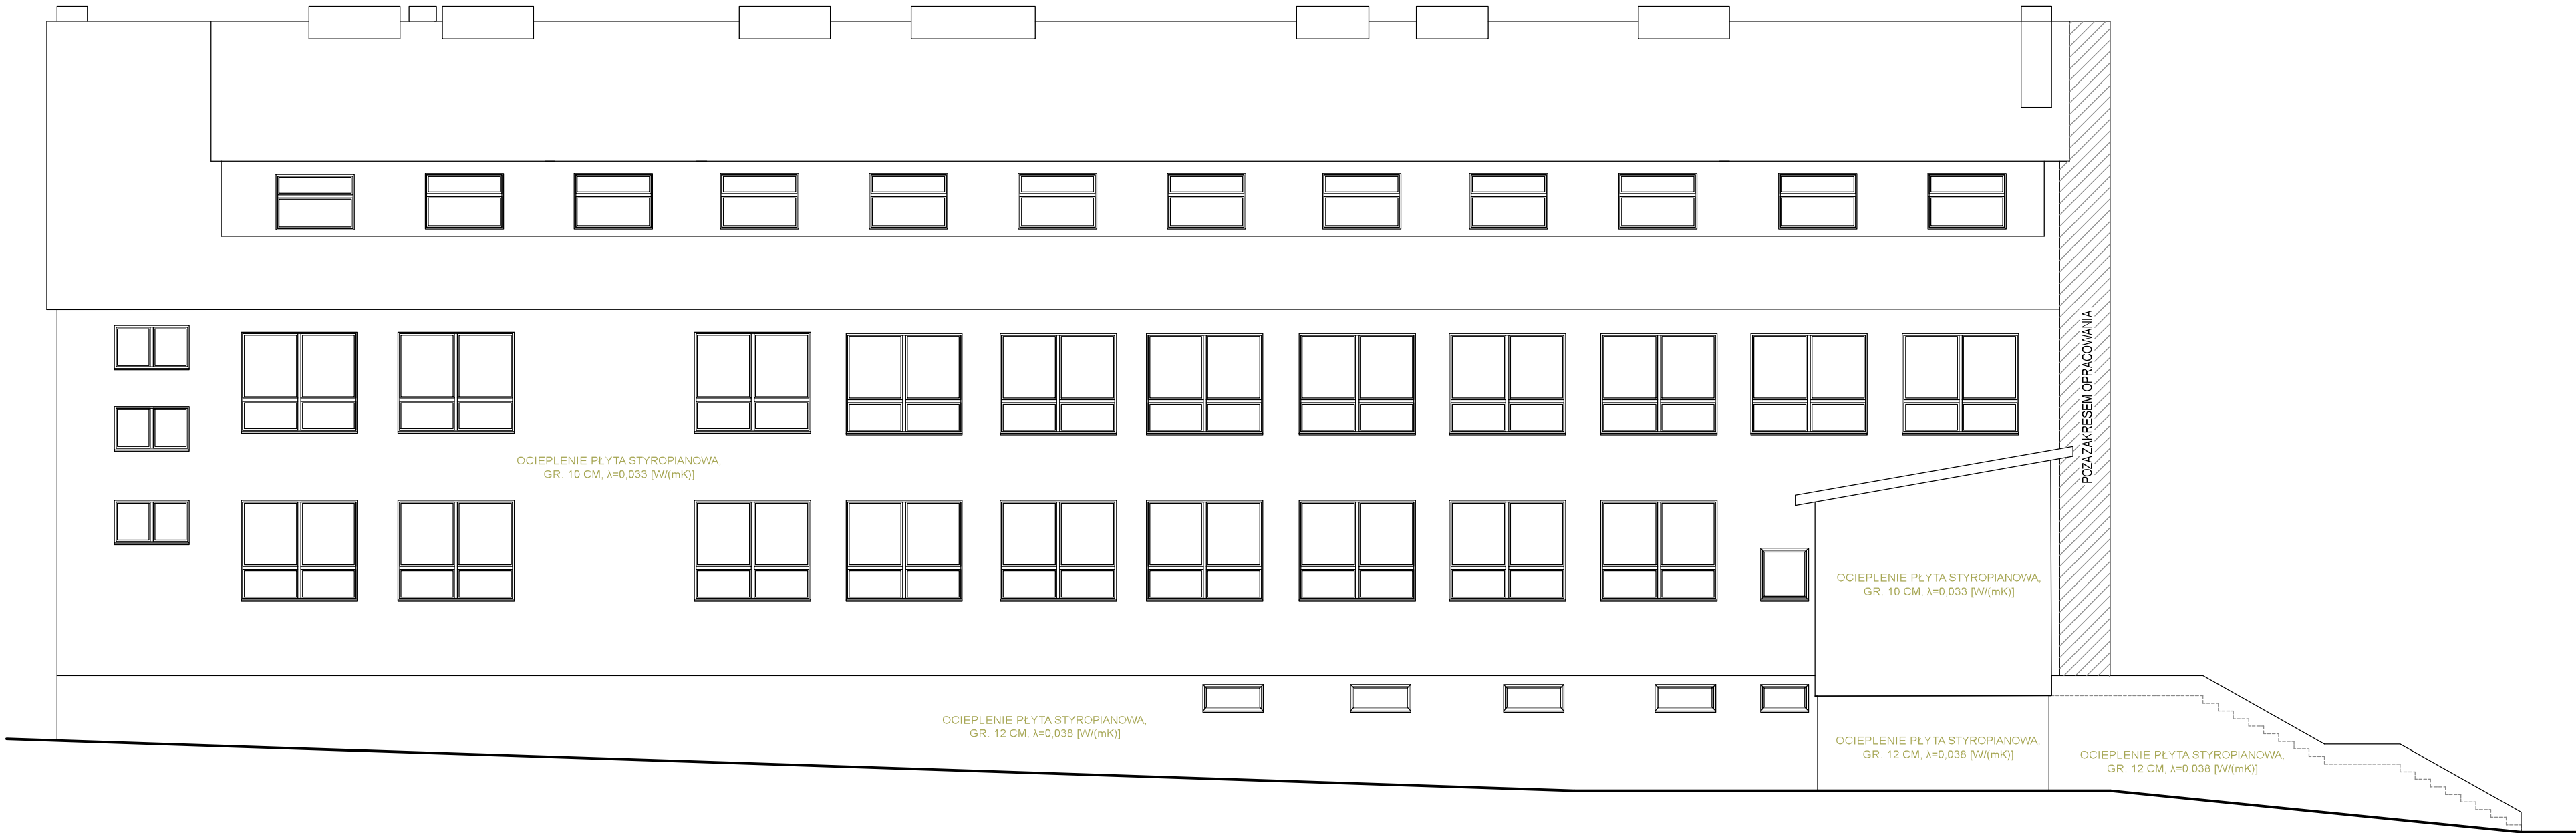 POZA ZAKRESEM OPRACOWANIA
OCIEPLENIE PŁYTA STYROPIANOWA,
GR. 10 CM, λ=0,033 [W/(mK)]
OCIEPLENIE PŁYTA STYROPIANOWA,
GR. 10 CM, λ=0,033 [W/(mK)]
OCIEPLENIE PŁYTA STYROPIANOWA,
GR. 12 CM, λ=0,038 [W/(mK)]
OCIEPLENIE PŁYTA STYROPIANOWA,
GR. 12 CM, λ=0,038 [W/(mK)]
OCIEPLENIE PŁYTA STYROPIANOWA,
GR. 12 CM, λ=0,038 [W/(mK)]